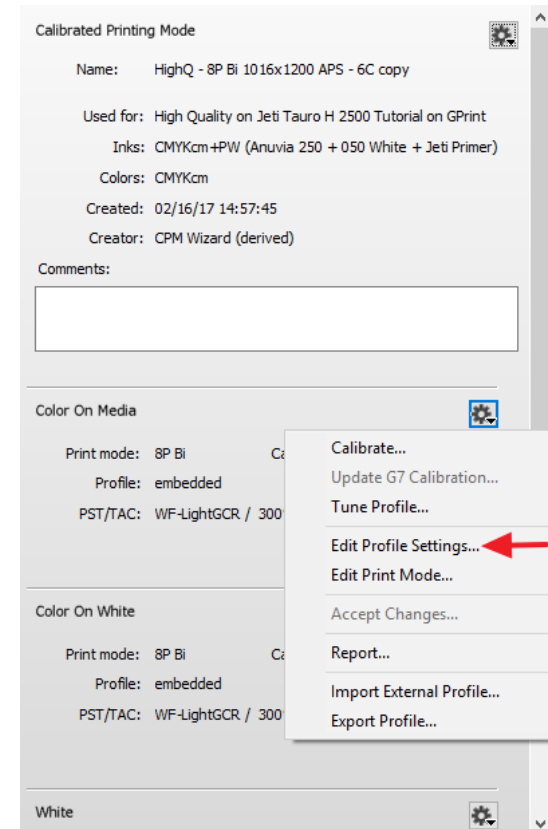 Calibrated Printing Mode
Name: HighQ - 8P Bi 1016x1200 APS - 6C copy
Used for: High Quality on Jeti Tauro H 2500 Tutorial on GPrint
Inks: CMYKcm+PW (Anuvia 250 + 050 White + Jeti Primer)
Colors: CMYKcm
Created: 02/16/17 14:57:45
Creator: CPM Wizard (derived)
Comments:
Color On Media
Print mode: 8P Bi
Profile: embedded
PST/TAC: WF-LightGCR / 300
Calibrate...
Update G7 Calibration...
Tune Profile...
Edit Profile Settings...
Edit Print Mode...
Accept Changes...
Report...
Import External Profile...
Export Profile...
Color On White
Print mode: 8P Bi
Profile: embedded
PST/TAC: WF-LightGCR / 300
White